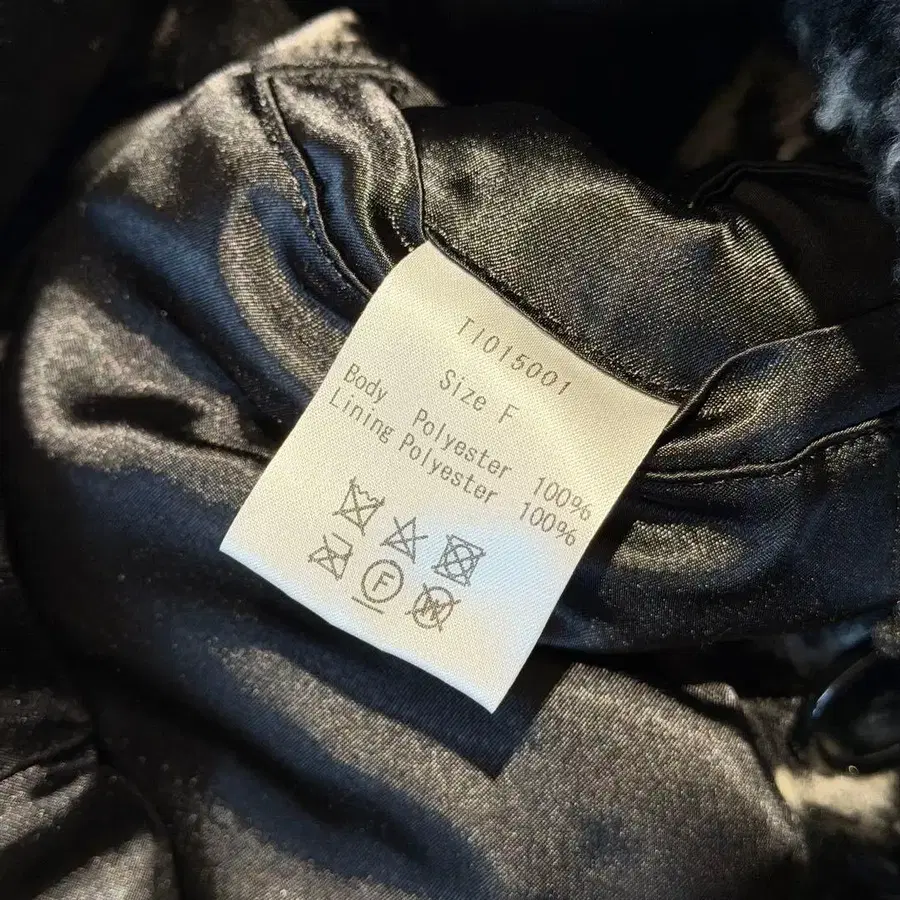 TI015001
Size F
Body Polyester 100%
Lining Polyester 100%
F
W